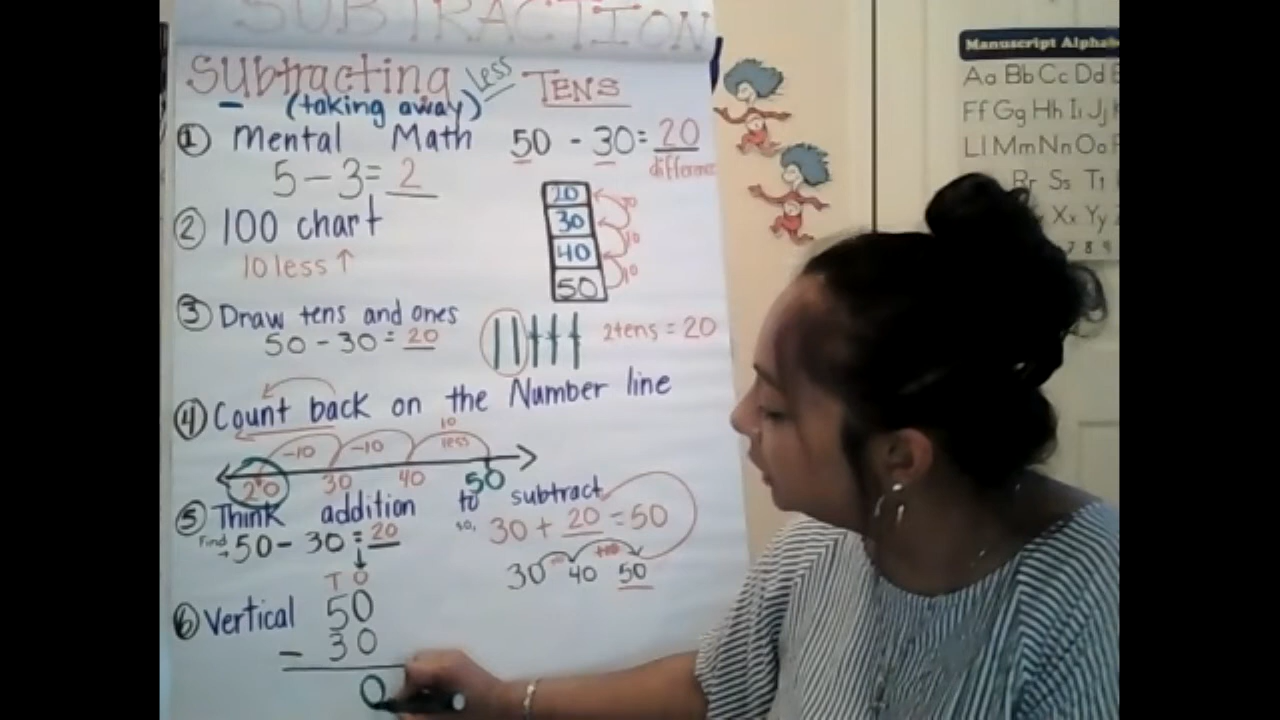 SUBTRACTION
Subtracting less TENS
- (taking away)
① Mental Math 50 - 30 = 20
difference
5 - 3 = 2
② 100 chart
10 less ↑
20
30
40
50
10
10
10
③ Draw tens and ones
50 - 30 = 20
2 tens = 20
④ Count back on the Number line
-10 -10 10 less
20 30 40 50
⑤ Think addition to subtract
Find → 50 - 30 = 20
so, 30 + 20 = 50
30 40 50
T O
⑥ Vertical 50
- 30
0
Manuscript Alphab
Aa Bb Cc Dd E
Ff Gg Hh Ii Jj K
Ll Mm Nn Oo P
Rr Ss Tt
Xx Yy Z
7 8 9